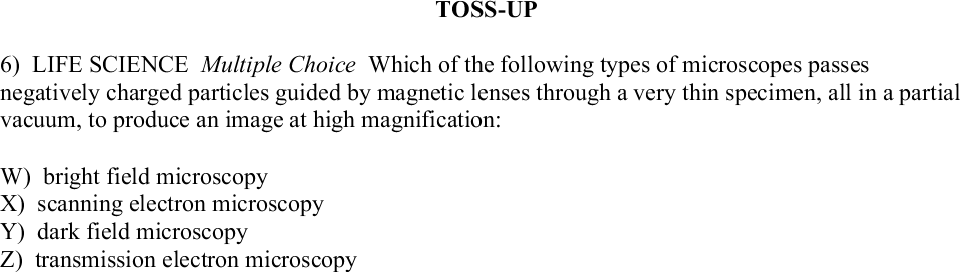 TOSS-UP
6) LIFE SCIENCE Multiple Choice Which of the following types of microscopes passes
negatively charged particles guided by magnetic lenses through a very thin specimen, all in a partial
vacuum, to produce an image at high magnification:
W) bright field microscopy
X) scanning electron microscopy
Y) dark field microscopy
Z) transmission electron microscopy